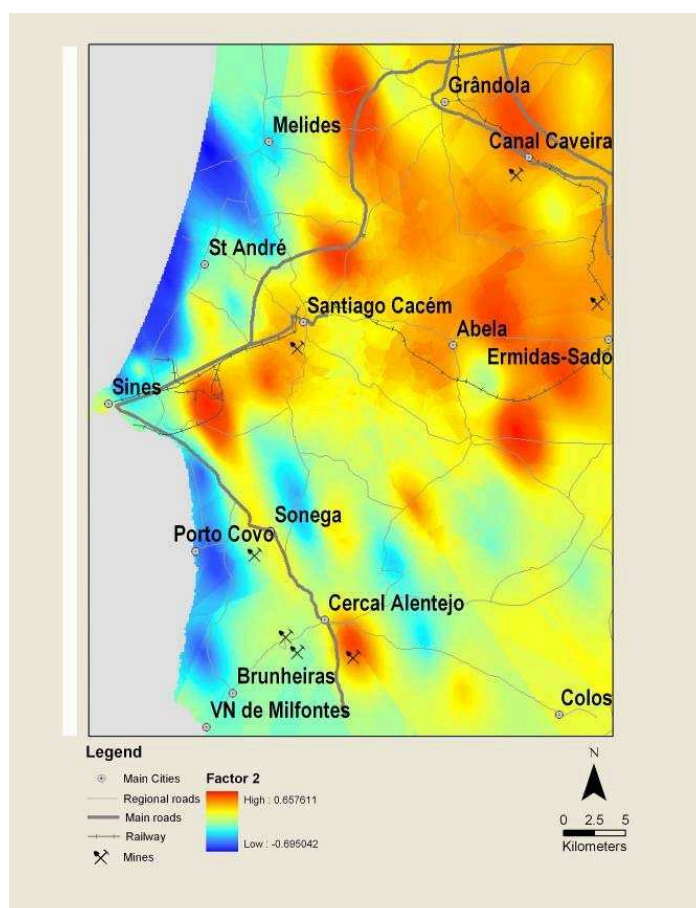 Grândola
Melides
Canal Caveira
St André
Santiago Cacém
Abela
Ermidas-Sado
Sines
Sonega
Porto Covo
Cercal Alentejo
Brunheiras
Colos
VN de Milfontes
Legend
Main Cities
Regional roads
Main roads
Railway
Mines
Factor 2
High : 0.657611
Low : -0.695042
N
0 2.5 5
Kilometers